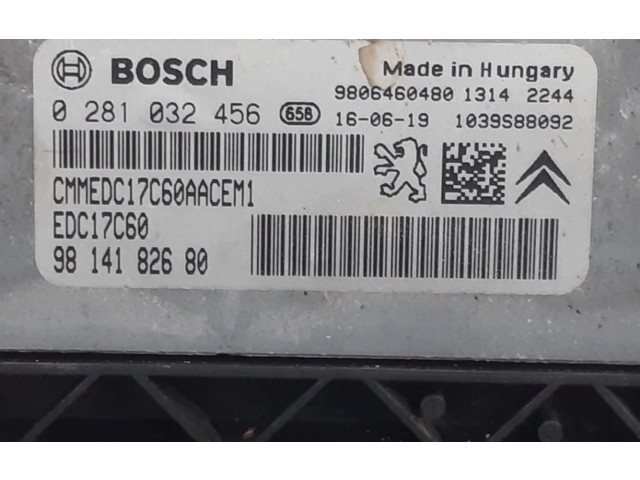 BOSCH Made in Hungary
9806460480 1314 2244
0 281 032 456 658 16-06-19 1039S88092
CMMEDC17C60AACEM1
EDC17C60
98 141 826 80